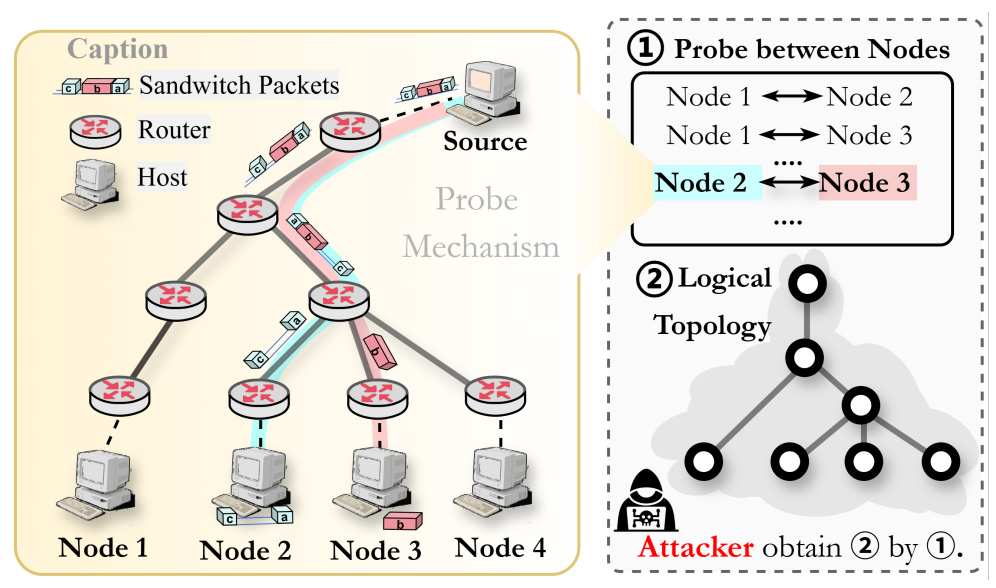 Caption
c b a Sandwitch Packets
Router
Host
c b a
Source
a
b
c
Probe
Mechanism
a
b
c
a
c
b
c a
b
Node 1 Node 2 Node 3 Node 4
① Probe between Nodes
Node 1 Node 2
Node 1 Node 3
....
Node 2 Node 3
....
② Logical
Topology
Attacker obtain ② by ①.